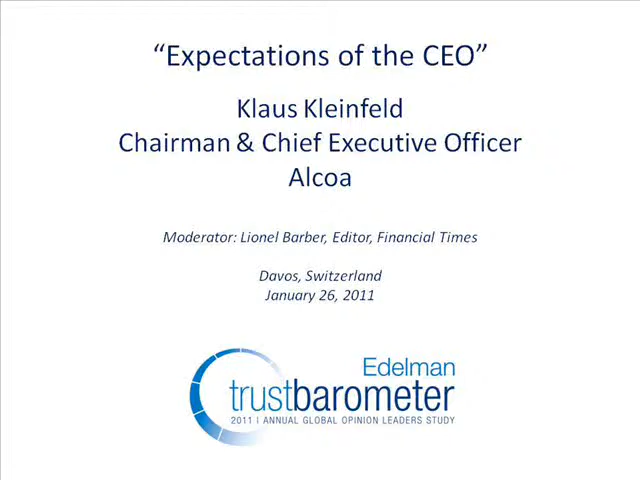 “Expectations of the CEO”
Klaus Kleinfeld
Chairman & Chief Executive Officer
Alcoa
Moderator: Lionel Barber, Editor, Financial Times
Davos, Switzerland
January 26, 2011
Edelman
trustbarometer
2011 | ANNUAL GLOBAL OPINION LEADERS STUDY